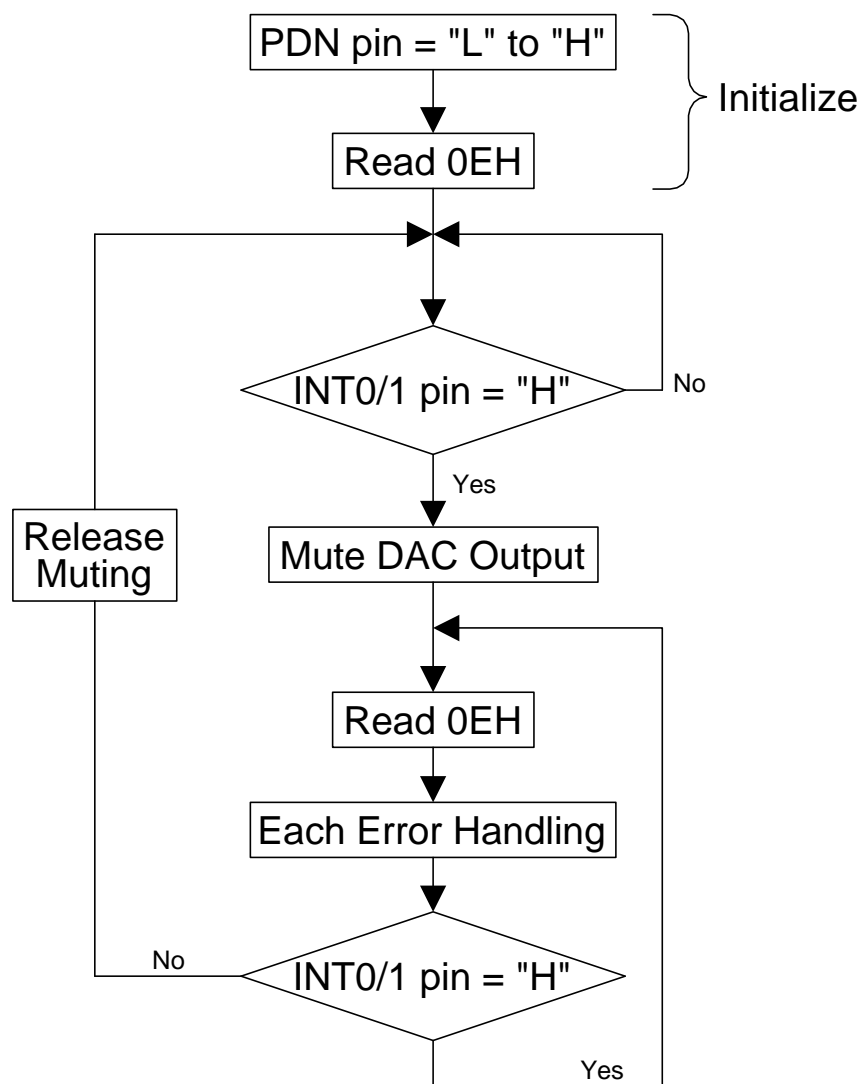 PDN pin = "L" to "H"
Initialize
Read 0EH
INT0/1 pin = "H"
No
Yes
Release
Muting
Mute DAC Output
Read 0EH
Each Error Handling
No
INT0/1 pin = "H"
Yes